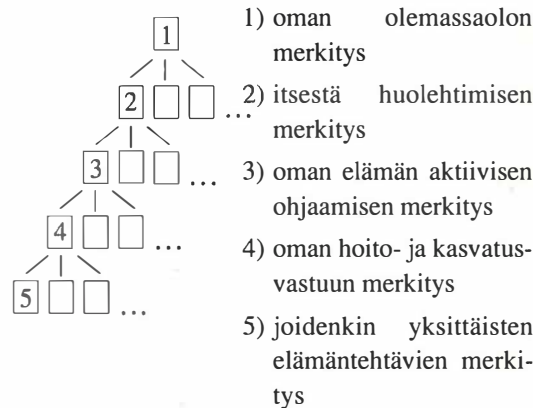 1
1) oman olemassaolon
merkitys
2 ...
2) itsestä huolehtimisen
merkitys
3 ...
3) oman elämän aktiivisen
ohjaamisen merkitys
4 ...
4) oman hoito- ja kasvatus-
vastuun merkitys
5 ...
5) joidenkin yksittäisten
elämäntehtävien merki-
tys